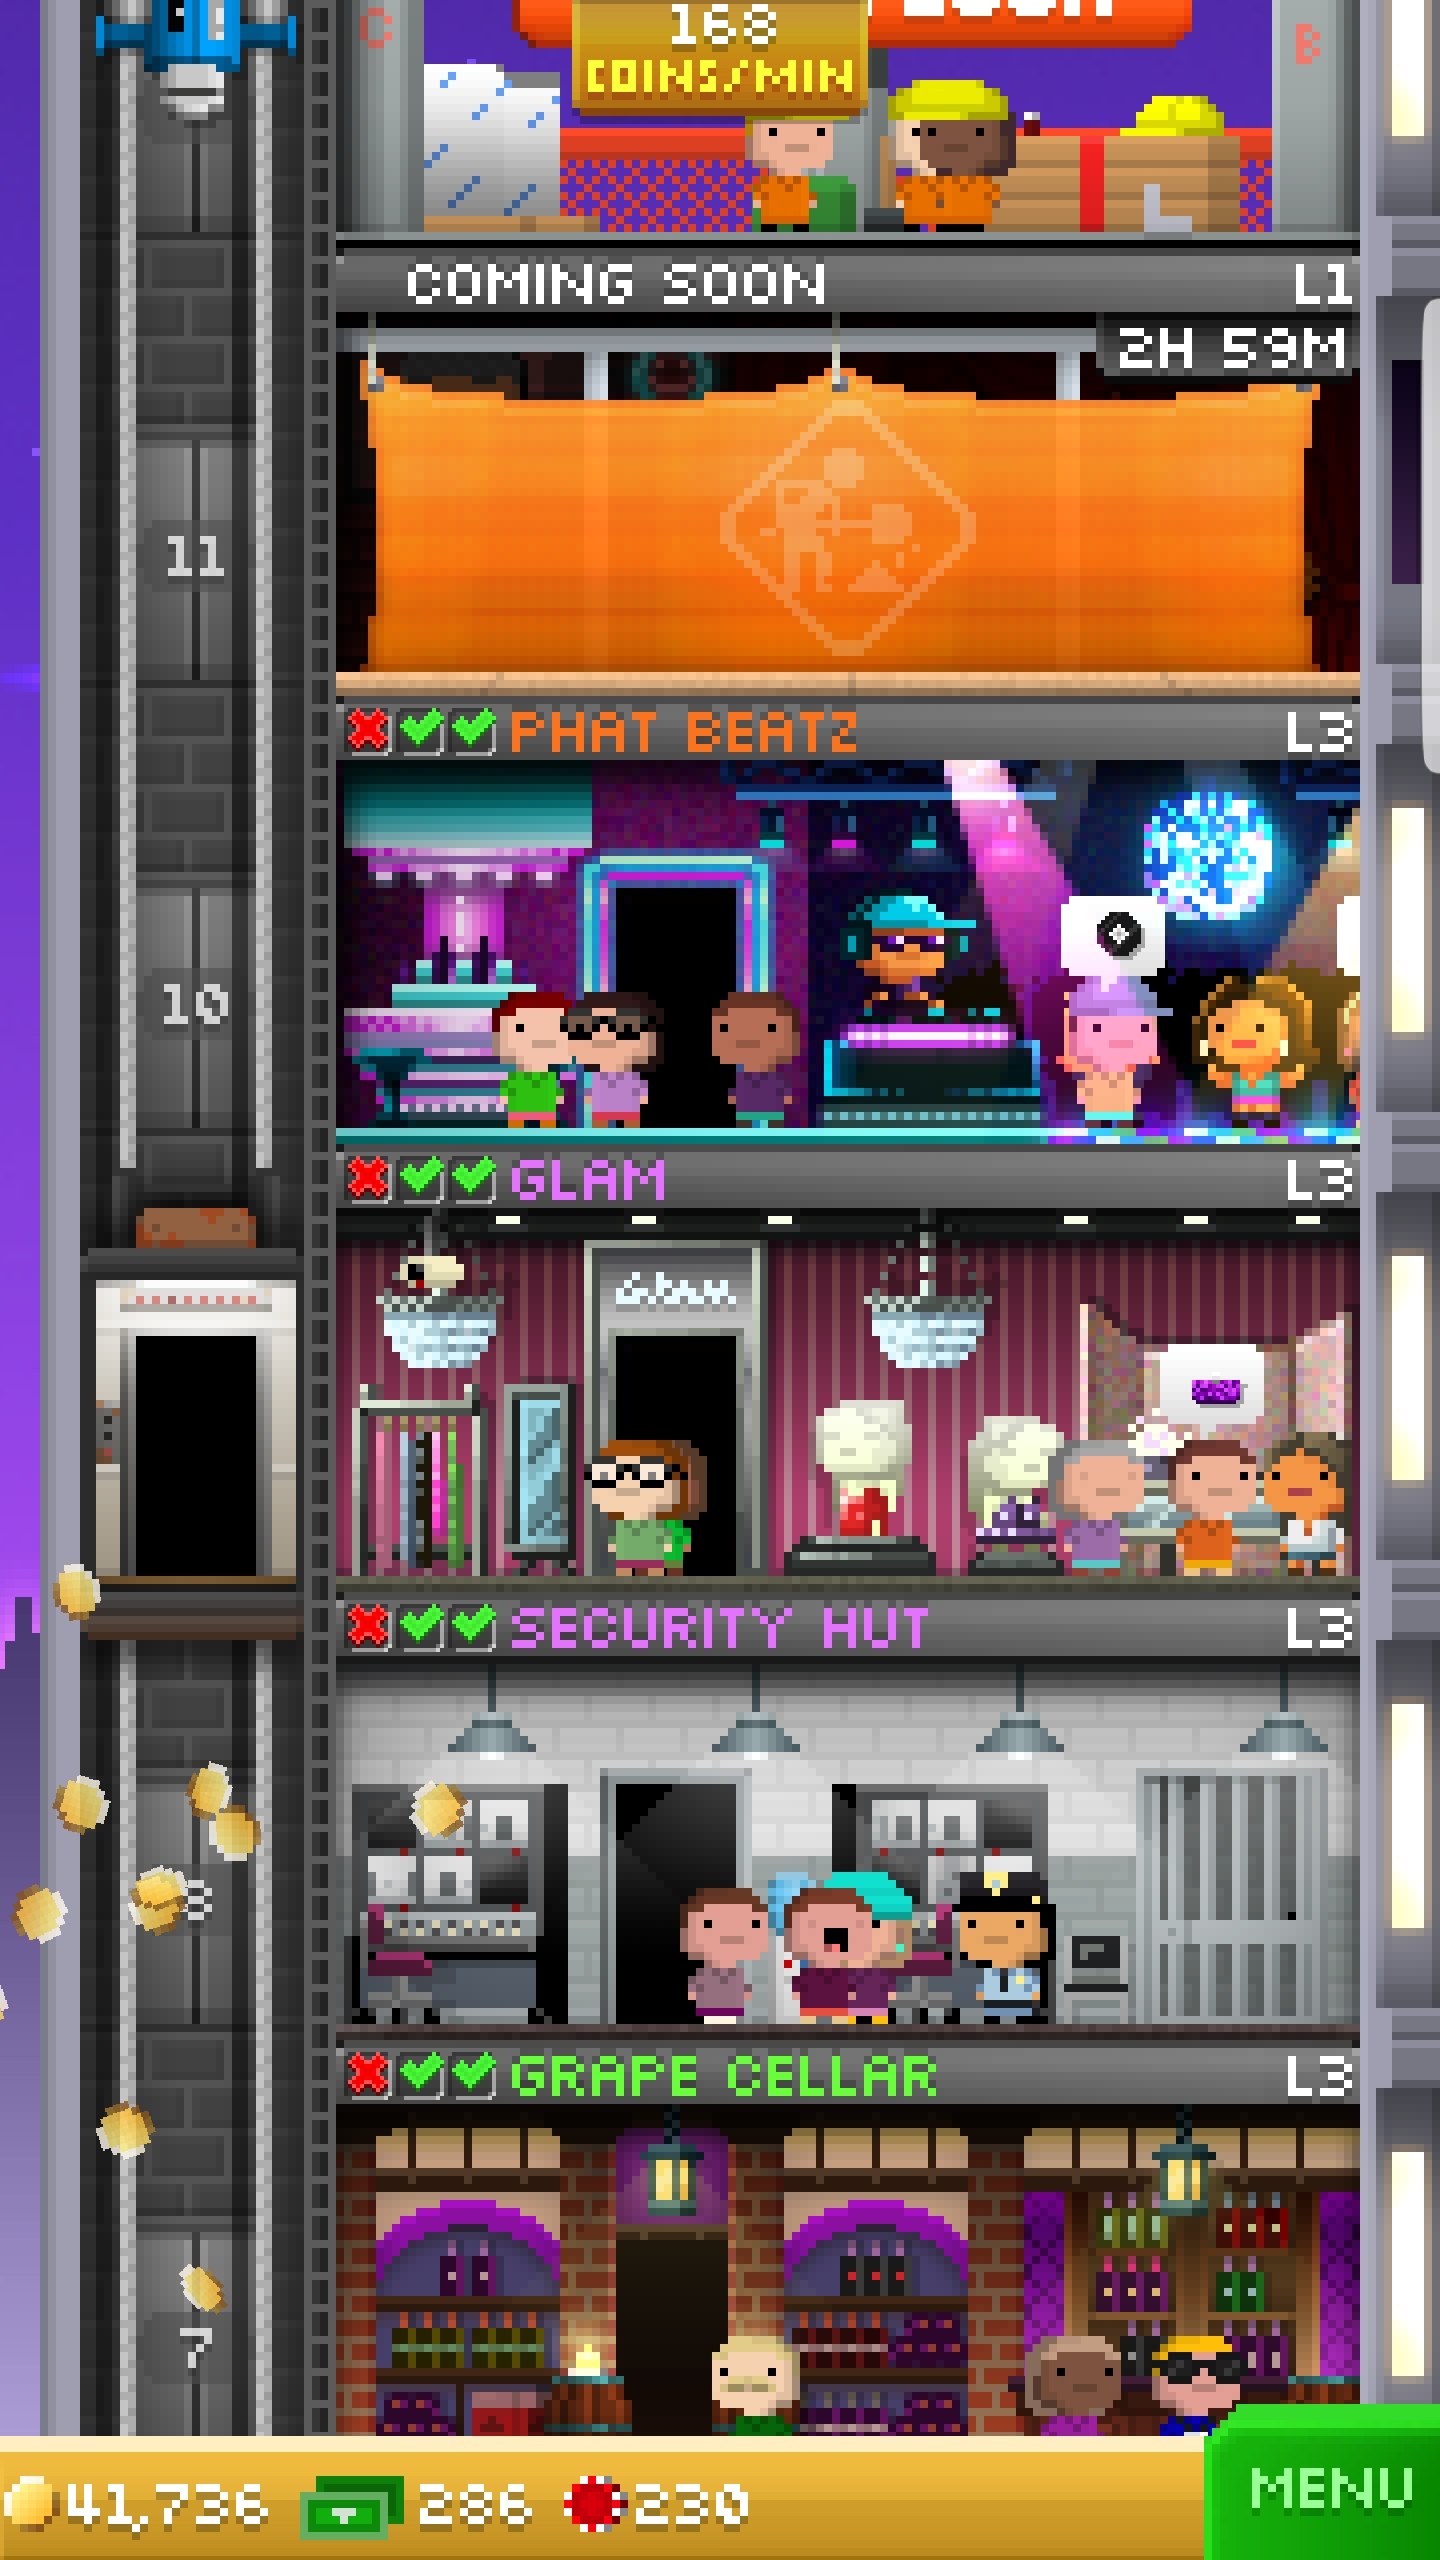 C
168
COINS/MIN
SOON
B
COMING SOON L1
2H 59M
11
PHAT BEATZ L3
10
GLAM L3
Glam
SECURITY HUT L3
8
GRAPE CELLAR L3
7
41,736 286 230
MENU